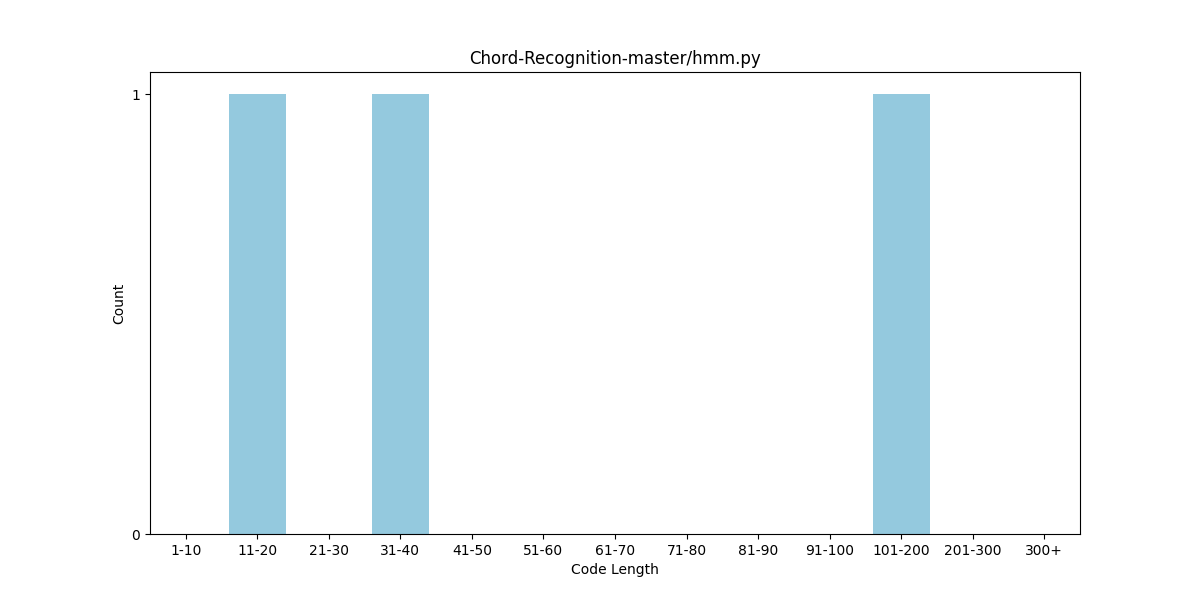 Chord-Recognition-master/hmm.py
1
0
Count
1-10 11-20 21-30 31-40 41-50 51-60 61-70 71-80 81-90 91-100 101-200 201-300 300+
Code Length